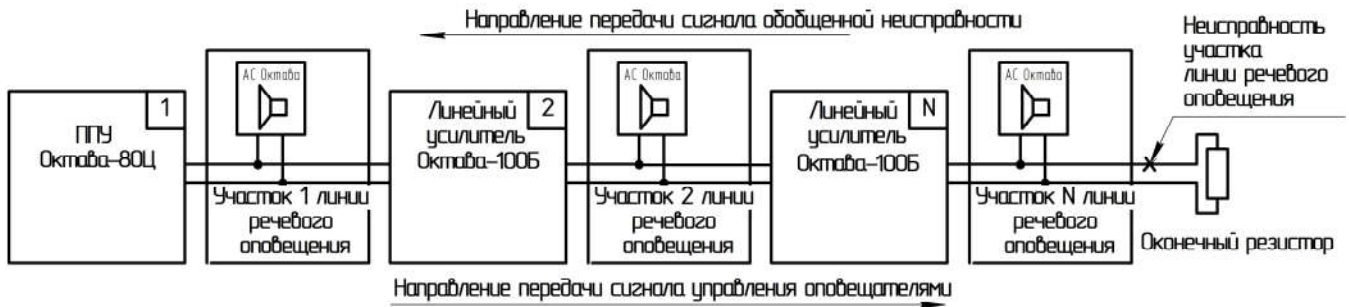 Направление передачи сигнала обобщенной неисправности
Неисправность
участка
линии речевого
оповещения
1
ППУ
Октава-80Ц
АС Октава
Участок 1 линии
речевого
оповещения
2
Линейный
усилитель
Октава-100Б
АС Октава
Участок 2 линии
речевого
оповещения
N
Линейный
усилитель
Октава-100Б
АС Октава
Участок N линии
речевого
оповещения
Оконечный резистор
Направление передачи сигнала управления оповещателями